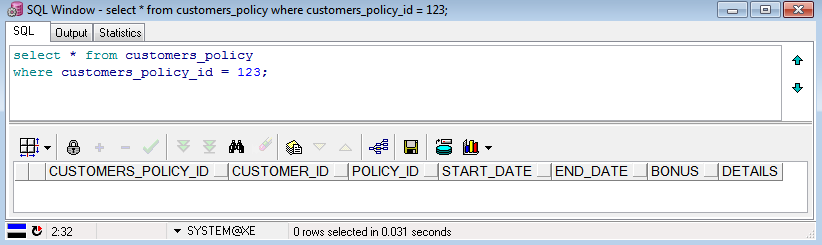 SQL Window - select * from customers_policy where customers_policy_id = 123;
SQL Output Statistics
select * from customers_policy
where customers_policy_id = 123;
CUSTOMERS_POLICY_ID CUSTOMER_ID POLICY_ID START_DATE END_DATE BONUS DETAILS
2:32 SYSTEM@XE 0 rows selected in 0.031 seconds